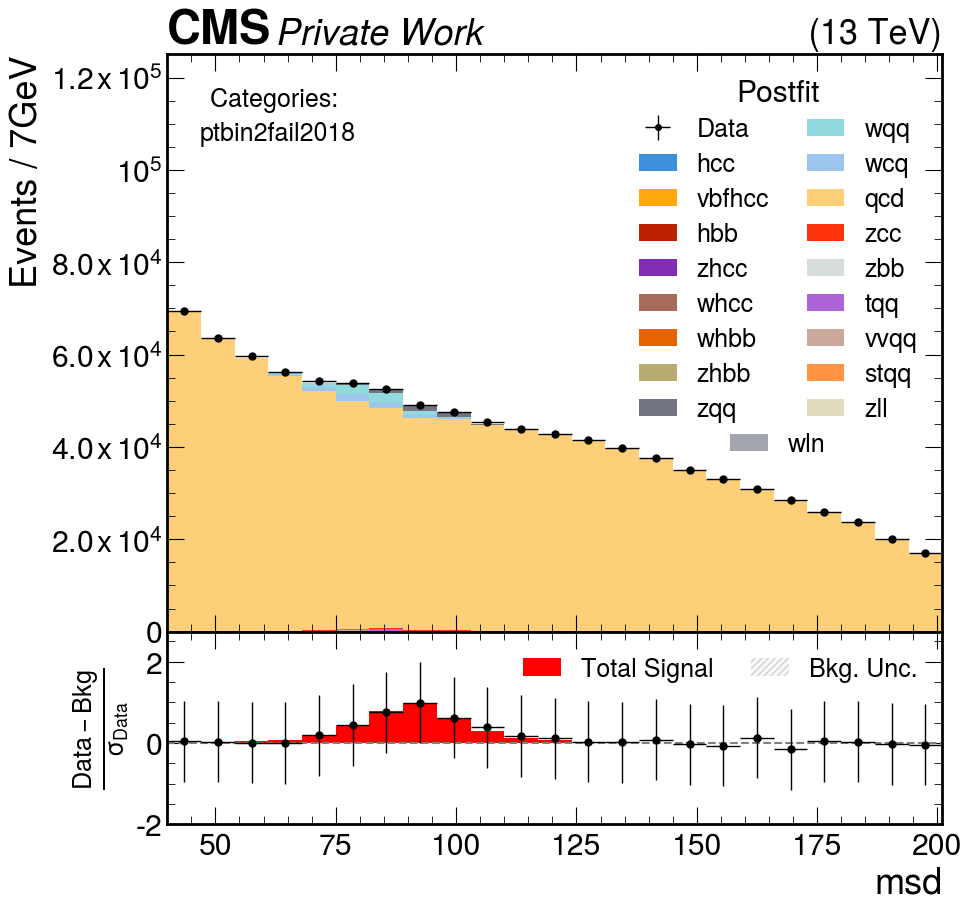 CMS Private Work (13 TeV)
Events / 7GeV
1.2 x 10^5
10^5
8.0 x 10^4
6.0 x 10^4
4.0 x 10^4
2.0 x 10^4
0
Categories:
ptbin2fail2018
Postfit
Data wqq
hcc wcq
vbfhcc qcd
hbb zcc
zhcc zbb
whcc tqq
whbb vvqq
zhbb stqq
zqq zll
wln
Data – Bkg
σData
2
0
-2
Total Signal Bkg. Unc.
50 75 100 125 150 175 200
msd